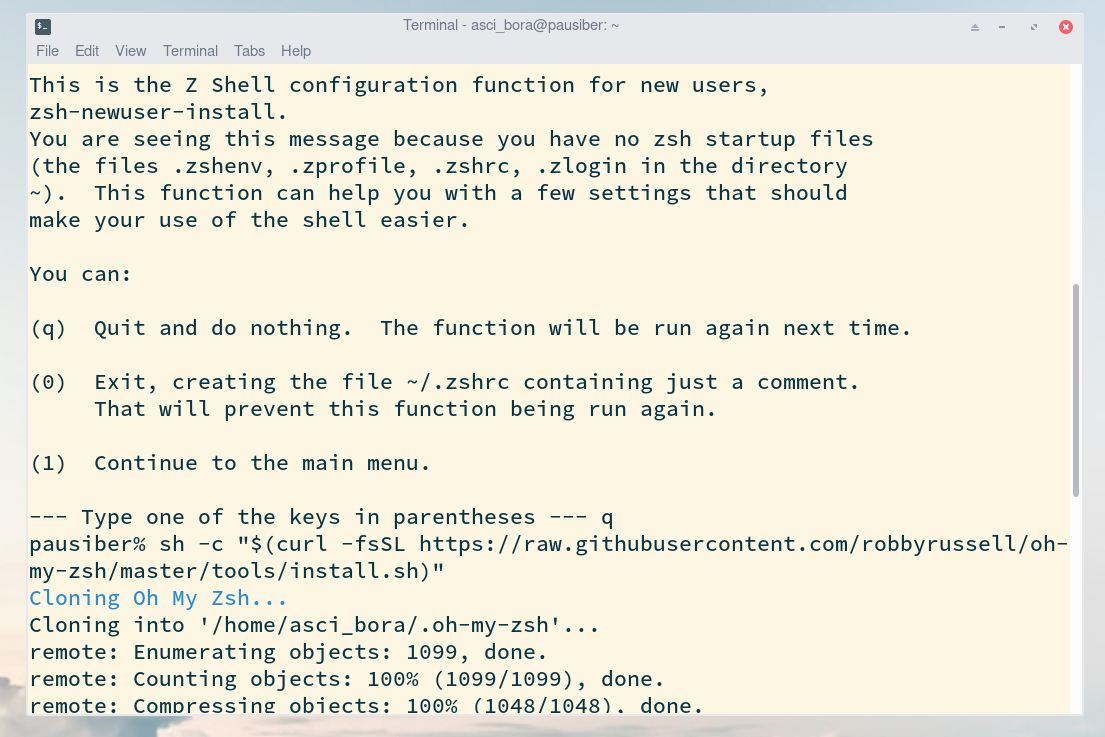 Terminal - asci_bora@pausiber: ~
File Edit View Terminal Tabs Help
This is the Z Shell configuration function for new users,
zsh-newuser-install.
You are seeing this message because you have no zsh startup files
(the files .zshenv, .zprofile, .zshrc, .zlogin in the directory
~).  This function can help you with a few settings that should
make your use of the shell easier.
You can:
(q)  Quit and do nothing.  The function will be run again next time.
(0)  Exit, creating the file ~/.zshrc containing just a comment.
     That will prevent this function being run again.
(1)  Continue to the main menu.
--- Type one of the keys in parentheses --- q
pausiber% sh -c "$(curl -fsSL https://raw.githubusercontent.com/robbyrussell/oh-
my-zsh/master/tools/install.sh)"
Cloning Oh My Zsh...
Cloning into '/home/asci_bora/.oh-my-zsh'...
remote: Enumerating objects: 1099, done.
remote: Counting objects: 100% (1099/1099), done.
remote: Compressing objects: 100% (1048/1048), done.